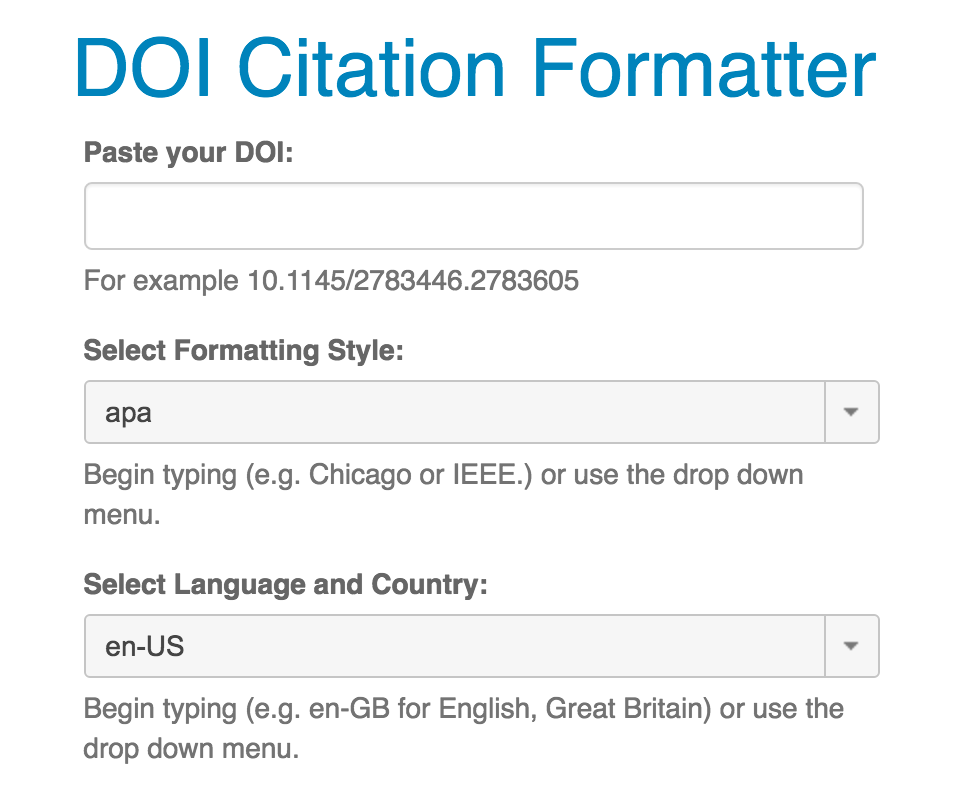 DOI Citation Formatter
Paste your DOI:
For example 10.1145/2783446.2783605
Select Formatting Style:
apa
Begin typing (e.g. Chicago or IEEE.) or use the drop down
menu.
Select Language and Country:
en-US
Begin typing (e.g. en-GB for English, Great Britain) or use the
drop down menu.